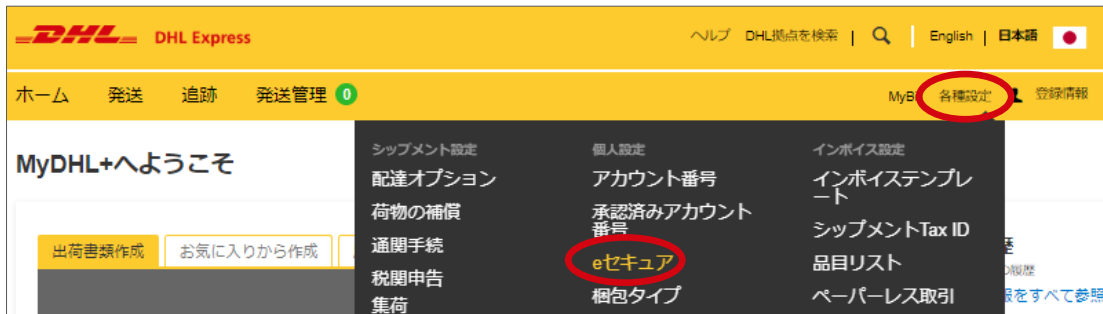 DHL DHL Express ヘルプ DHL拠点を検索 | English | 日本語
ホーム 発送 追跡 発送管理 0 MyB 各種設定 登録情報
MyDHL+へようこそ
出荷書類作成 お気に入りから作成
シップメント設定
配達オプション
荷物の補償
通関手続
税関申告
集荷
個人設定
アカウント番号
承認済みアカウント
番号
eセキュア
梱包タイプ
インボイス設定
インボイステンプレ
ート
シップメントTax ID
品目リスト
ペーパーレス取引
歴
の履歴
をすべて参照